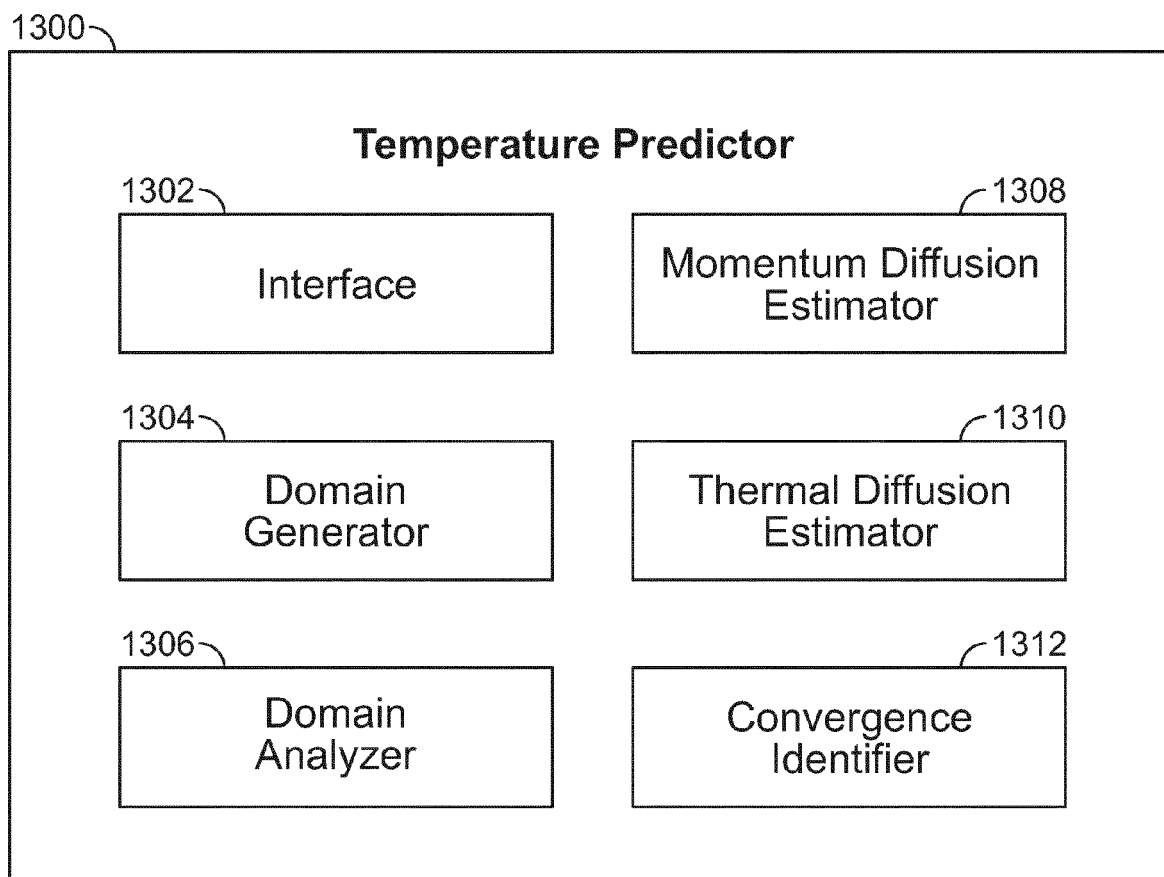 1300
Temperature Predictor
1302
Interface
1308
Momentum Diffusion
Estimator
1304
Domain
Generator
1310
Thermal Diffusion
Estimator
1306
Domain
Analyzer
1312
Convergence
Identifier